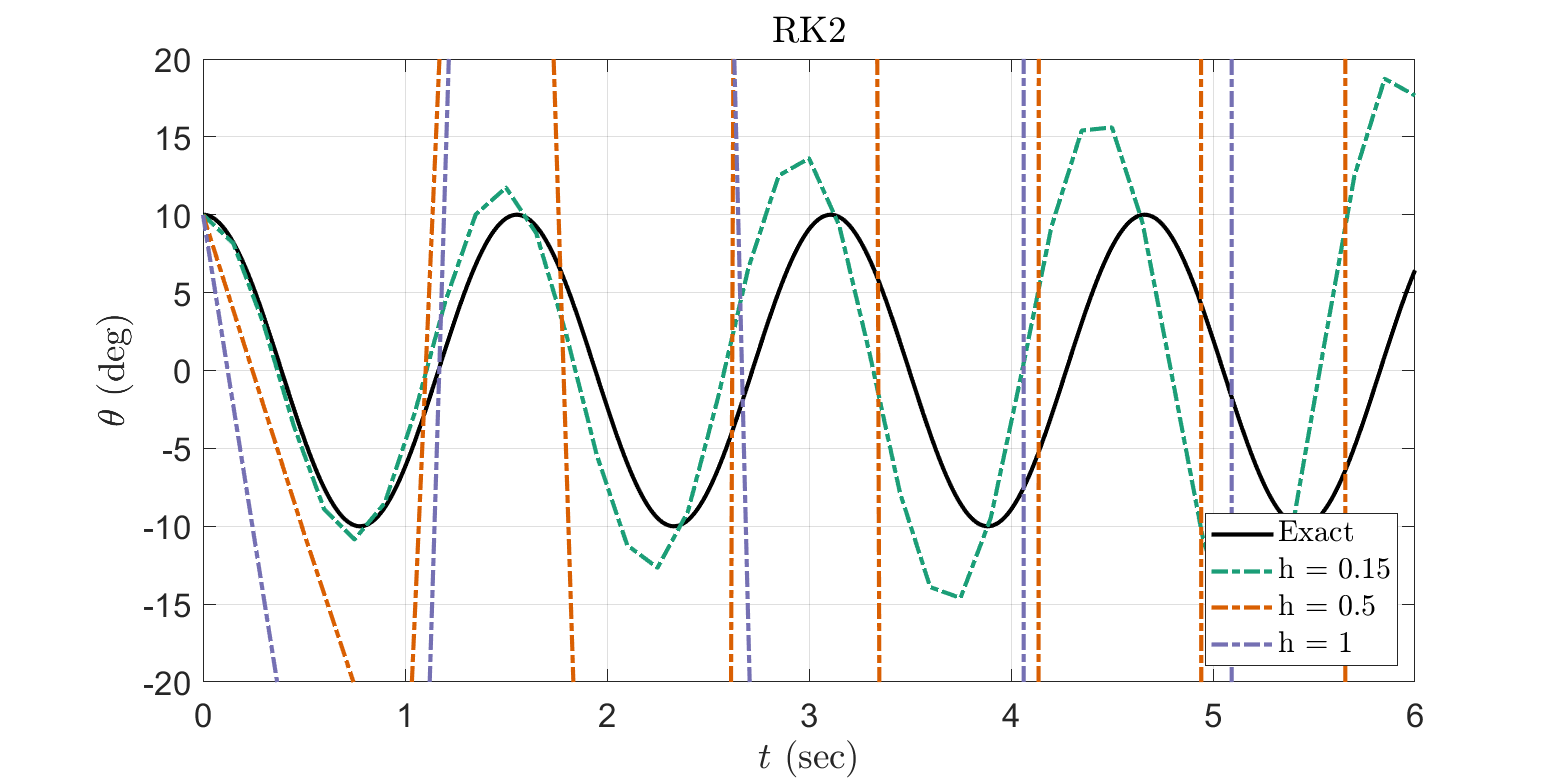 RK2
20
15
10
5
0
-5
-10
-15
-20
θ (deg)
Exact
h = 0.15
h = 0.5
h = 1
0 1 2 3 4 5 6
t (sec)